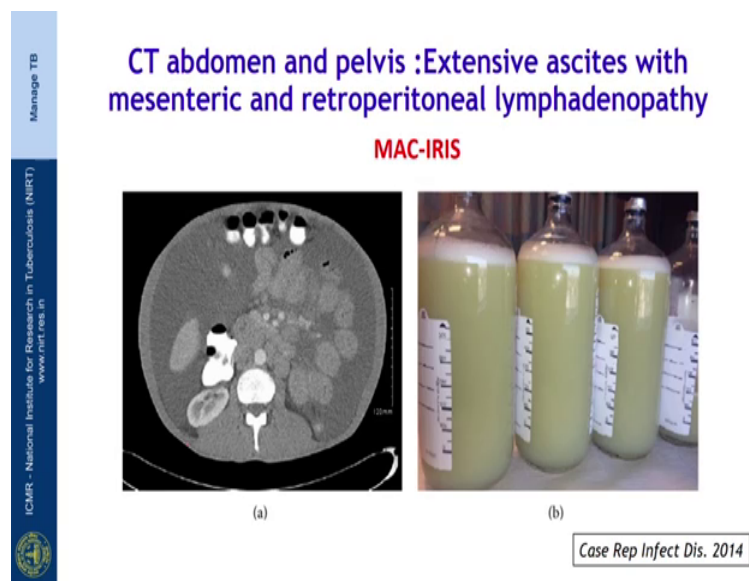 CT abdomen and pelvis :Extensive ascites with
mesenteric and retroperitoneal lymphadenopathy
MAC-IRIS
Manage TB
ICMR - National Institute for Research in Tuberculosis (NIRT)
www.nirt.res.in
120mm
(a)
(b)
Case Rep Infect Dis. 2014